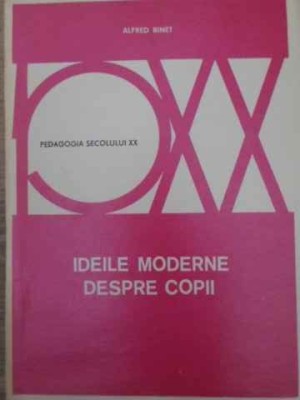 ALFRED BINET
PEDAGOGIA SECOLULUI XX
IDEILE MODERNE
DESPRE COPII